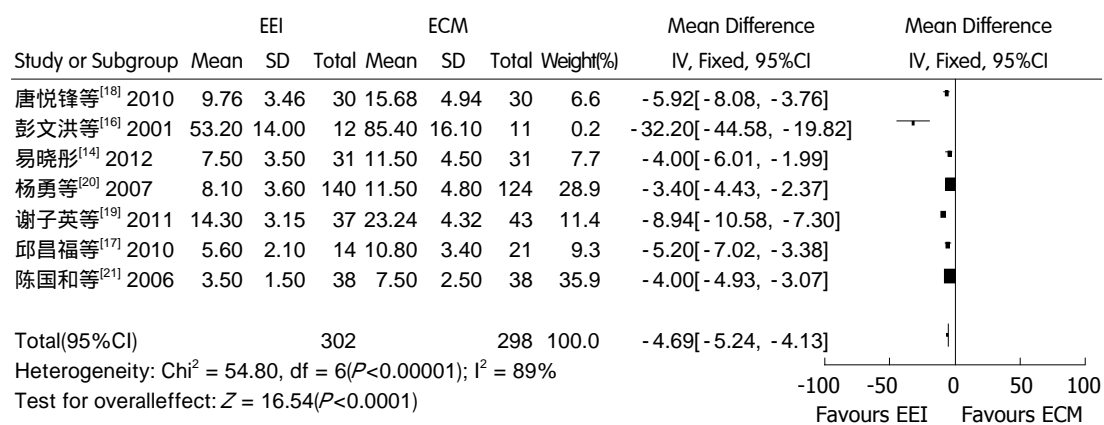 EEI ECM Mean Difference Mean Difference
Study or Subgroup Mean SD Total Mean SD Total Weight(%) IV, Fixed, 95%CI IV, Fixed, 95%CI
唐悦锋等[18] 2010 9.76 3.46 30 15.68 4.94 30 6.6 -5.92[-8.08, -3.76]
彭文洪等[16] 2001 53.20 14.00 12 85.40 16.10 11 0.2 -32.20[-44.58, -19.82]
易晓彤[14] 2012 7.50 3.50 31 11.50 4.50 31 7.7 -4.00[-6.01, -1.99]
杨勇等[20] 2007 8.10 3.60 140 11.50 4.80 124 28.9 -3.40[-4.43, -2.37]
谢子英等[19] 2011 14.30 3.15 37 23.24 4.32 43 11.4 -8.94[-10.58, -7.30]
邱昌福等[17] 2010 5.60 2.10 14 10.80 3.40 21 9.3 -5.20[-7.02, -3.38]
陈国和等[21] 2006 3.50 1.50 38 7.50 2.50 38 35.9 -4.00[-4.93, -3.07]
Total(95%CI) 302 298 100.0 -4.69[-5.24, -4.13]
Heterogeneity: Chi² = 54.80, df = 6(P<0.00001); I² = 89%
Test for overalleffect: Z = 16.54(P<0.0001)
-100 -50 0 50 100
Favours EEI Favours ECM